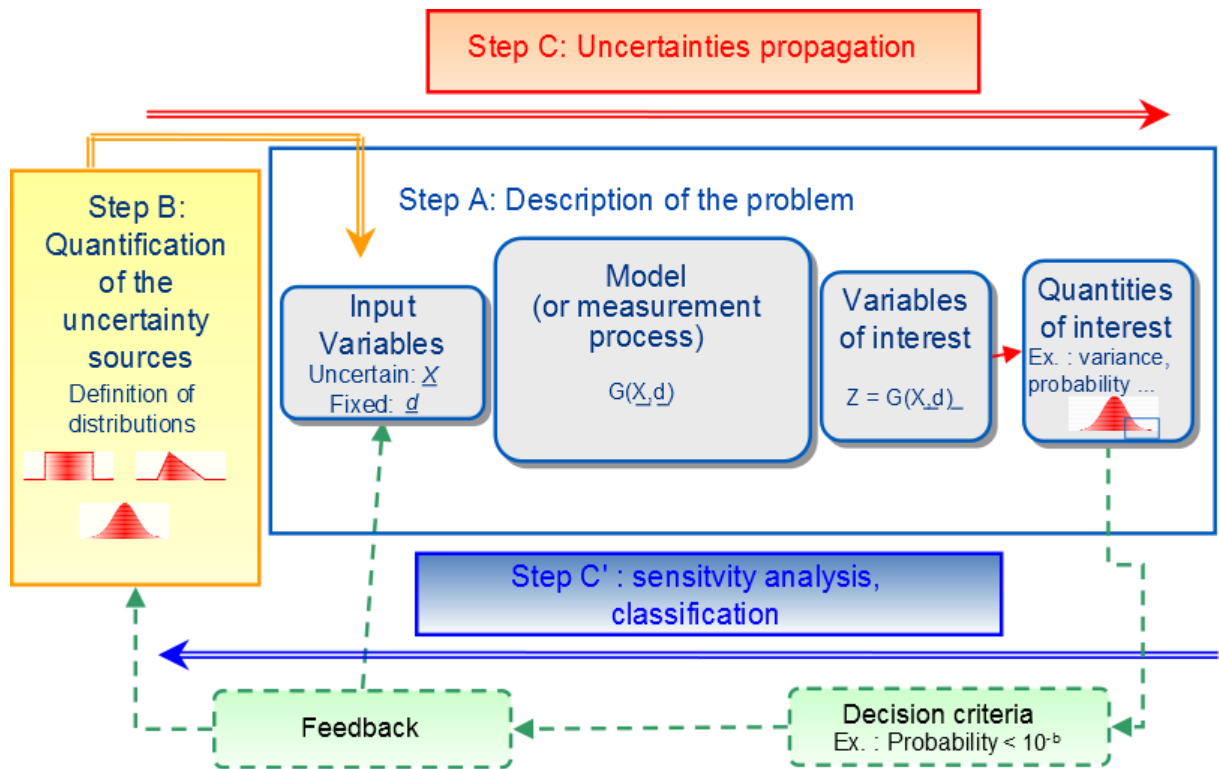 Step C: Uncertainties propagation
Step B:
Quantification
of the
uncertainty
sources
Definition of
distributions
Step A: Description of the problem
Input
Variables
Uncertain: X
Fixed: d
Model
(or measurement
process)
G(X,d)
Variables
of interest
Z = G(X,d)
Quantities
of interest
Ex. : variance,
probability ...
Step C' : sensitvity analysis,
classification
Feedback
Decision criteria
Ex. : Probability < 10⁻ᵇ